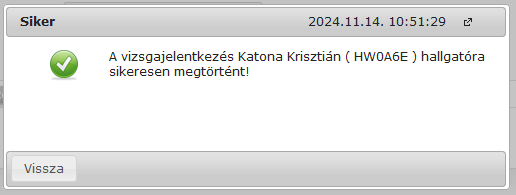 Siker 2024.11.14. 10:51:29
A vizsgajelentkezés Katona Krisztián ( HW0A6E ) hallgatóra
sikeresen megtörtént!
Vissza